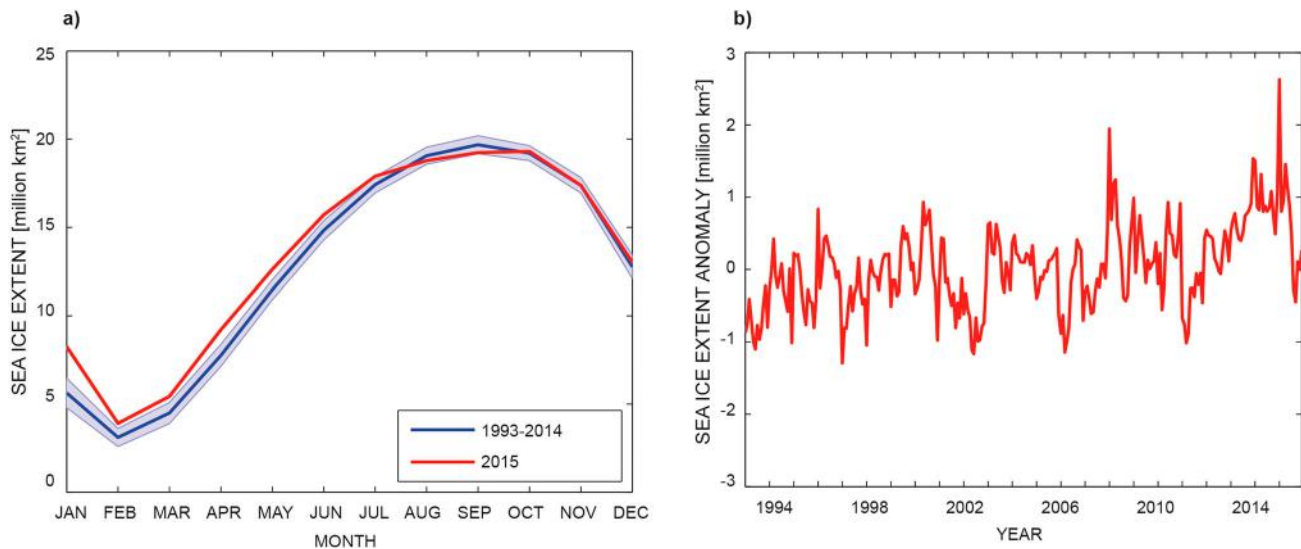 a)
SEA ICE EXTENT [million km²]
25
20
15
10
5
0
JAN FEB MAR APR MAY JUN JUL AUG SEP OCT NOV DEC
MONTH
1993-2014
2015
b)
SEA ICE EXTENT ANOMALY [million km²]
3
2
1
0
-1
-2
-3
1994 1998 2002 2006 2010 2014
YEAR